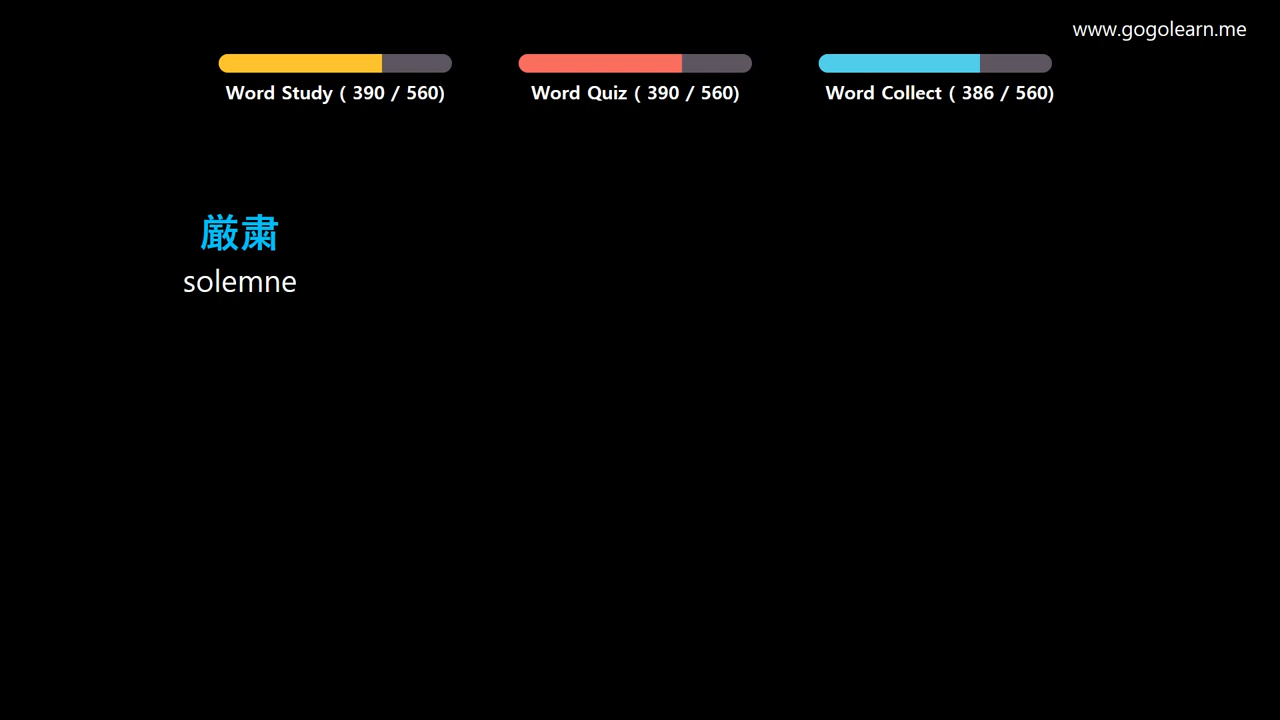 www.gogolearn.me
Word Study ( 390 / 560)
Word Quiz ( 390 / 560)
Word Collect ( 386 / 560)
厳粛
solemne